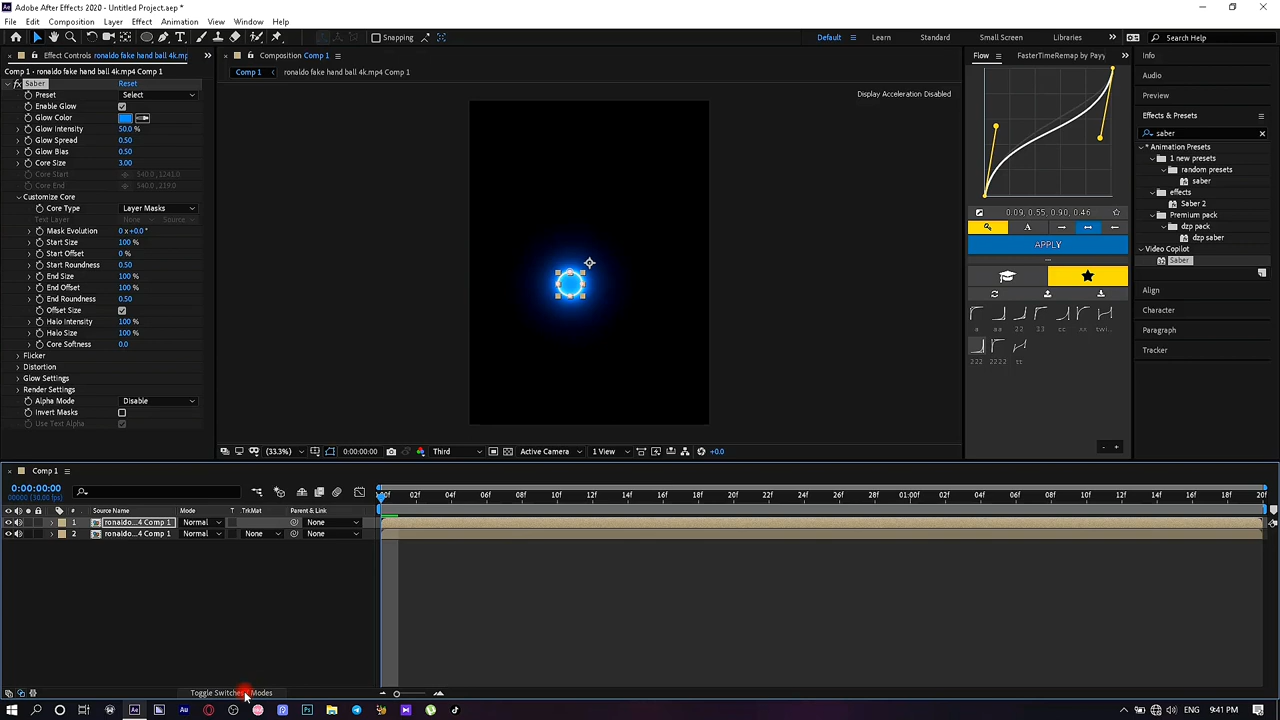 Adobe After Effects 2020 - Untitled Project.aep *
File Edit Composition Layer Effect Animation View Window Help
Snapping
Default Learn Standard Small Screen Libraries
Search Help
Effect Controls ronaldo fake hand ball 4k.mp
Comp 1 - ronaldo fake hand ball 4k.mp4 Comp 1
fx Saber Reset
Preset Select
Enable Glow
Glow Color
Glow Intensity 50.0 %
Glow Spread 0.50
Glow Bias 0.50
Core Size 3.00
Core Start 540.0, 1241.0
Core End 540.0, 219.0
Customize Core
Core Type Layer Masks
Text Layer None Source
Mask Evolution 0 x+0.0°
Start Size 100 %
Start Offset 0 %
Start Roundness 0.50
End Size 100 %
End Offset 100 %
End Roundness 0.50
Offset Size
Halo Intensity 100 %
Halo Size 100 %
Core Softness 0.0
Flicker
Distortion
Glow Settings
Render Settings
Alpha Mode Disable
Invert Masks
Use Text Alpha
Composition Comp 1
Comp 1 ronaldo fake hand ball 4k.mp4 Comp 1
Display Acceleration Disabled
(33.3%) 0:00:00:00 Third Active Camera 1 View +0.0
Flow FasterTimeRemap by Payy
0.09, 0.55, 0.90, 0.46
A
APPLY
a aa 22 23 cc xx twi..
222 2222 tt
- +
Info
Audio
Preview
Effects & Presets
saber
* Animation Presets
1 new presets
random presets
saber
effects
Saber 2
Premium pack
dzp pack
dzp saber
Video Copilot
Saber
Align
Character
Paragraph
Tracker
Comp 1
0:00:00:00
00000 (30.00 fps)
# Source Name Mode T TrkMat Parent & Link
1 ronaldo...4 Comp 1 Normal None
2 ronaldo...4 Comp 1 Normal None None
:00f 02f 04f 06f 08f 10f 12f 14f 16f 18f 20f 22f 24f 26f 28f 01:00f 02f 04f 06f 08f 10f 12f 14f 16f 18f 20f
Toggle Switches / Modes
Ae Au Ps
ENG 9:41 PM